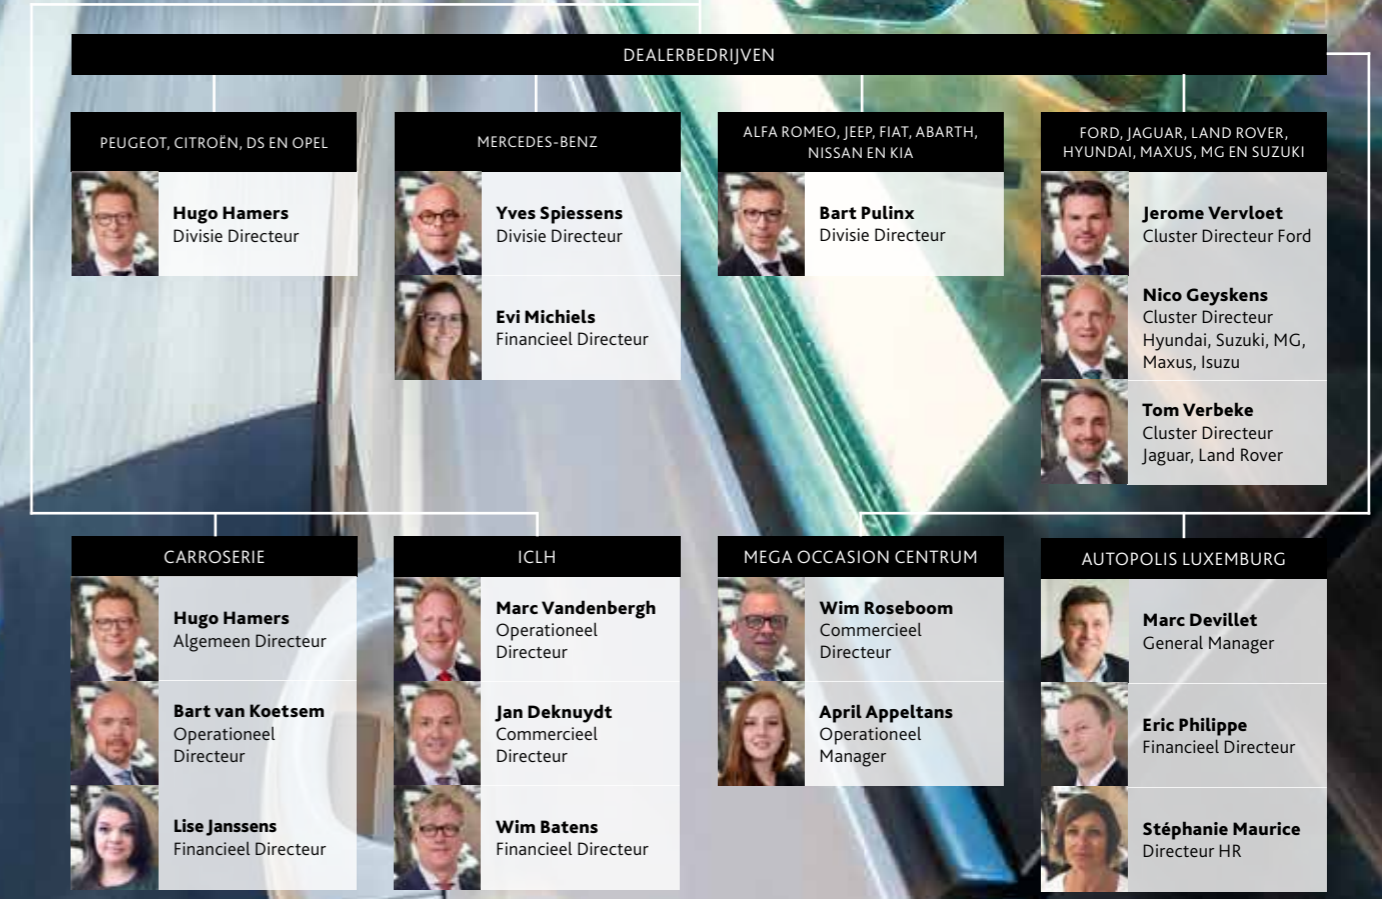 DEALERBEDRIJVEN
PEUGEOT, CITROËN, DS EN OPEL
Hugo Hamers
Divisie Directeur
MERCEDES-BENZ
Yves Spiessens
Divisie Directeur
Evi Michiels
Financieel Directeur
ALFA ROMEO, JEEP, FIAT, ABARTH,
NISSAN EN KIA
Bart Pulinx
Divisie Directeur
FORD, JAGUAR, LAND ROVER,
HYUNDAI, MAXUS, MG EN SUZUKI
Jerome Vervloet
Cluster Directeur Ford
Nico Geyskens
Cluster Directeur
Hyundai, Suzuki, MG,
Maxus, Isuzu
Tom Verbeke
Cluster Directeur
Jaguar, Land Rover
CARROSERIE
Hugo Hamers
Algemeen Directeur
Bart van Koetsem
Operationeel
Directeur
Lise Janssens
Financieel Directeur
ICLH
Marc Vandenbergh
Operationeel
Directeur
Jan Deknuydt
Commercieel
Directeur
Wim Batens
Financieel Directeur
MEGA OCCASION CENTRUM
Wim Roseboom
Commercieel
Directeur
April Appeltans
Operationeel
Manager
AUTOPOLIS LUXEMBURG
Marc Devillet
General Manager
Eric Philippe
Financieel Directeur
Stéphanie Maurice
Directeur HR